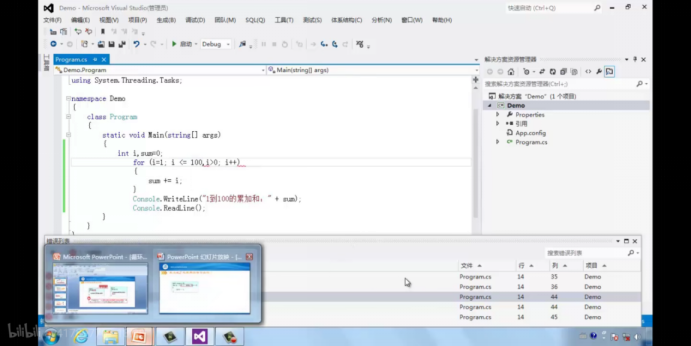 Demo - Microsoft Visual Studio(管理员)
快速启动 (Ctrl+Q)
文件(F) 编辑(E) 视图(V) 项目(P) 生成(B) 调试(D) 团队(M) SQL(Q) 工具(T) 测试(S) 体系结构(C) 分析(N) 窗口(W) 帮助(H)
启动 Debug
Program.cs
解决方案资源管理器
Demo.Program
Main(string[] args)
搜索解决方案资源管理器(Ctrl+;)
using System.Threading.Tasks;
解决方案 "Demo" (1 个项目)
Demo
Properties
引用
App.config
Program.cs
namespace Demo
{
class Program
{
static void Main(string[] args)
{
int i,sum=0;
for (i=1; i <= 100,i>0; i++)
{
sum += i;
}
Console.WriteLine("1到100的累加和：" + sum);
Console.ReadLine();
}
}
错误列表
搜索错误列表
文件 行 列 项目
Program.cs 14 35 Demo
Program.cs 14 36 Demo
Program.cs 14 44 Demo
Program.cs 14 44 Demo
Program.cs 14 45 Demo
Microsoft PowerPoint - [
PowerPoint 幻灯片放映 - [
bilibili